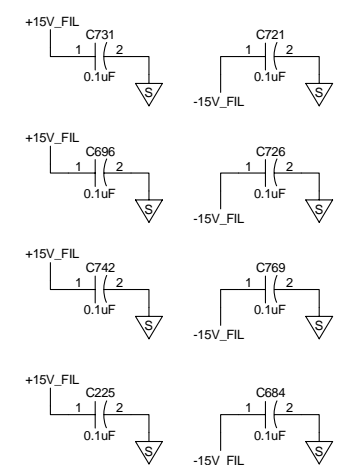 +15V_FIL C731 C721
1 2 1 2
0.1uF 0.1uF
S S
-15V_FIL
+15V_FIL C696 C726
1 2 1 2
0.1uF 0.1uF
S S
-15V_FIL
+15V_FIL C742 C769
1 2 1 2
0.1uF 0.1uF
S S
-15V_FIL
+15V_FIL C225 C684
1 2 1 2
0.1uF 0.1uF
S S
-15V_FIL